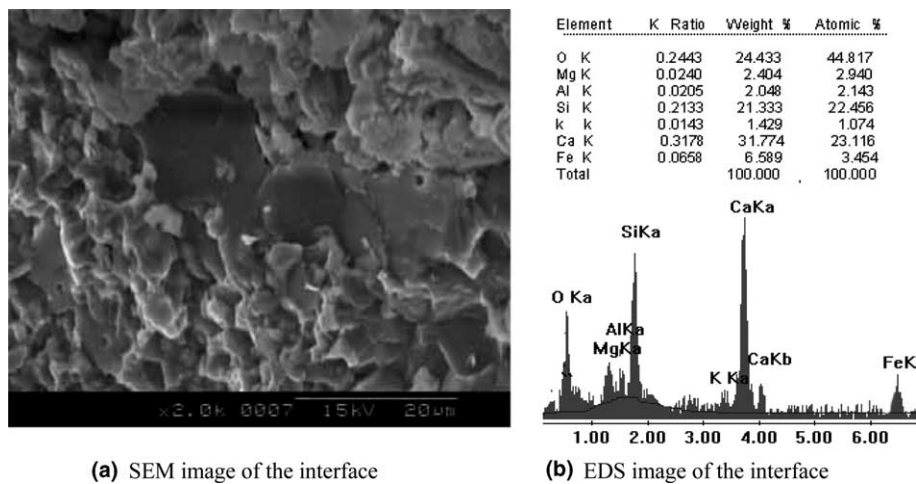 x2.0k 0007 15kV 20µm
(a) SEM image of the interface
Element K Ratio Weight % Atomic %
O K 0.2443 24.433 44.817
Mg K 0.0240 2.404 2.940
Al K 0.0205 2.048 2.143
Si K 0.2133 21.333 22.456
k k 0.0143 1.429 1.074
Ca K 0.3178 31.774 23.116
Fe K 0.0658 6.589 3.454
Total 100.000 100.000
CaKa
SiKa
O Ka
AlKa
MgKa
CaKb
K Ka
FeK
1.00 2.00 3.00 4.00 5.00 6.00
(b) EDS image of the interface